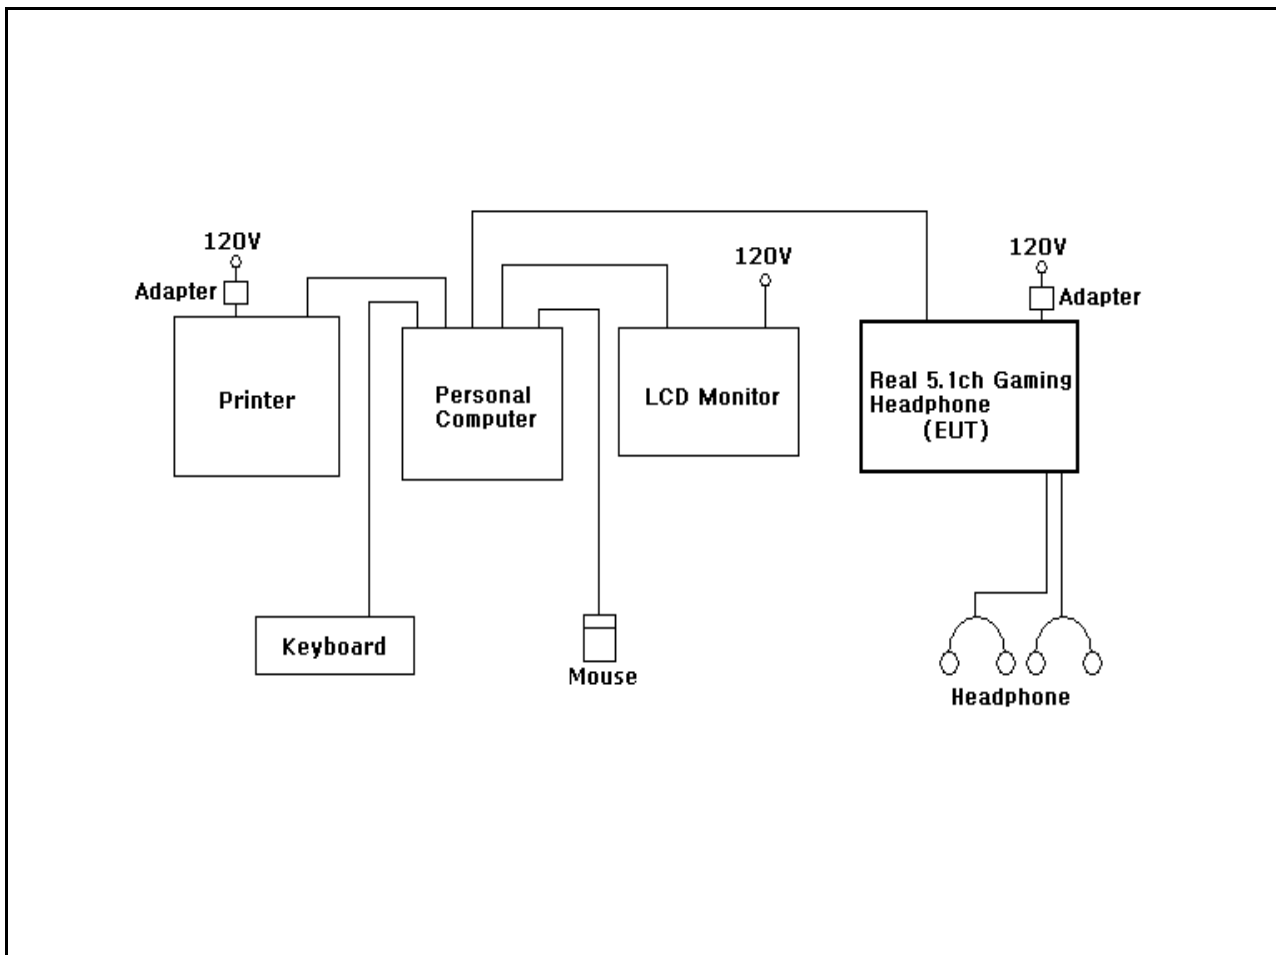 120V
Adapter
120V
120V
Adapter
Printer
Personal
Computer
LCD Monitor
Real 5.1ch Gaming
Headphone
(EUT)
Keyboard
Mouse
Headphone